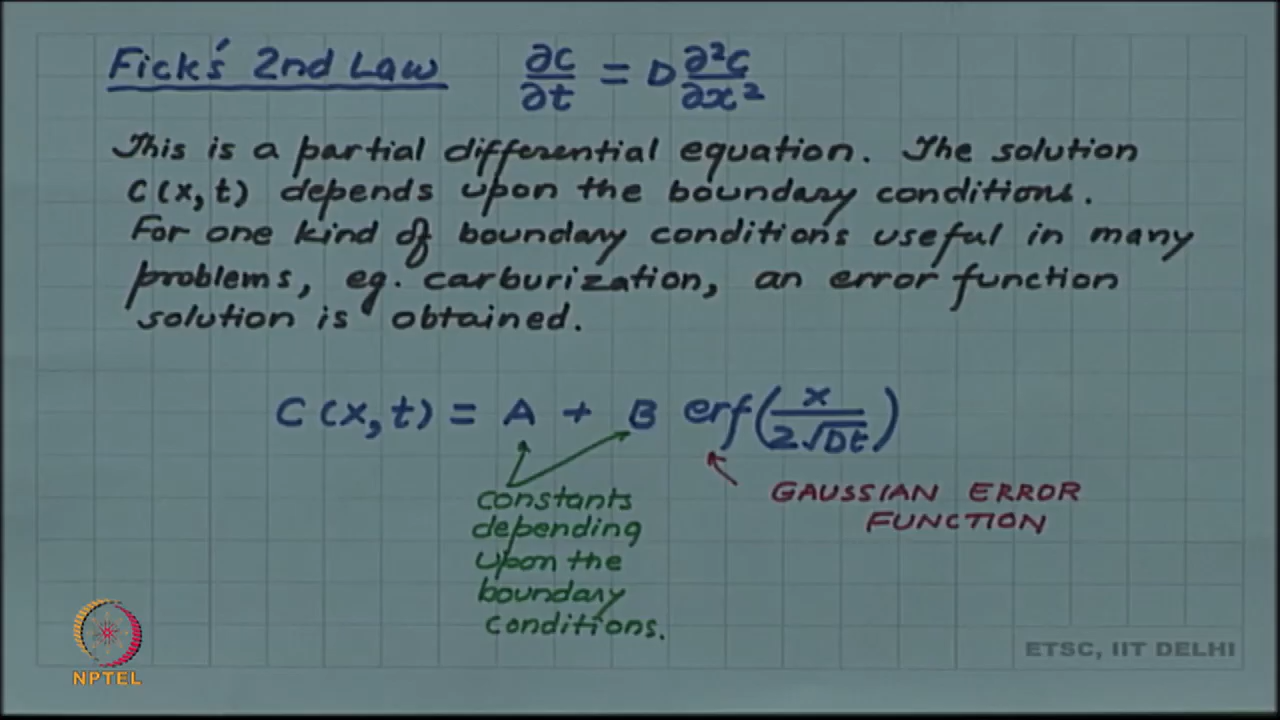 Fick's 2nd Law ∂C/∂t = D ∂²C/∂x²
This is a partial differential equation. The solution
C(x,t) depends upon the boundary conditions.
For one kind of boundary conditions useful in many
problems, eg. carburization, an error function
solution is obtained.
C(x,t) = A + B erf(x/2√Dt)
constants
depending
upon the
boundary
conditions.
GAUSSIAN ERROR
FUNCTION
NPTEL
ETSC, IIT DELHI